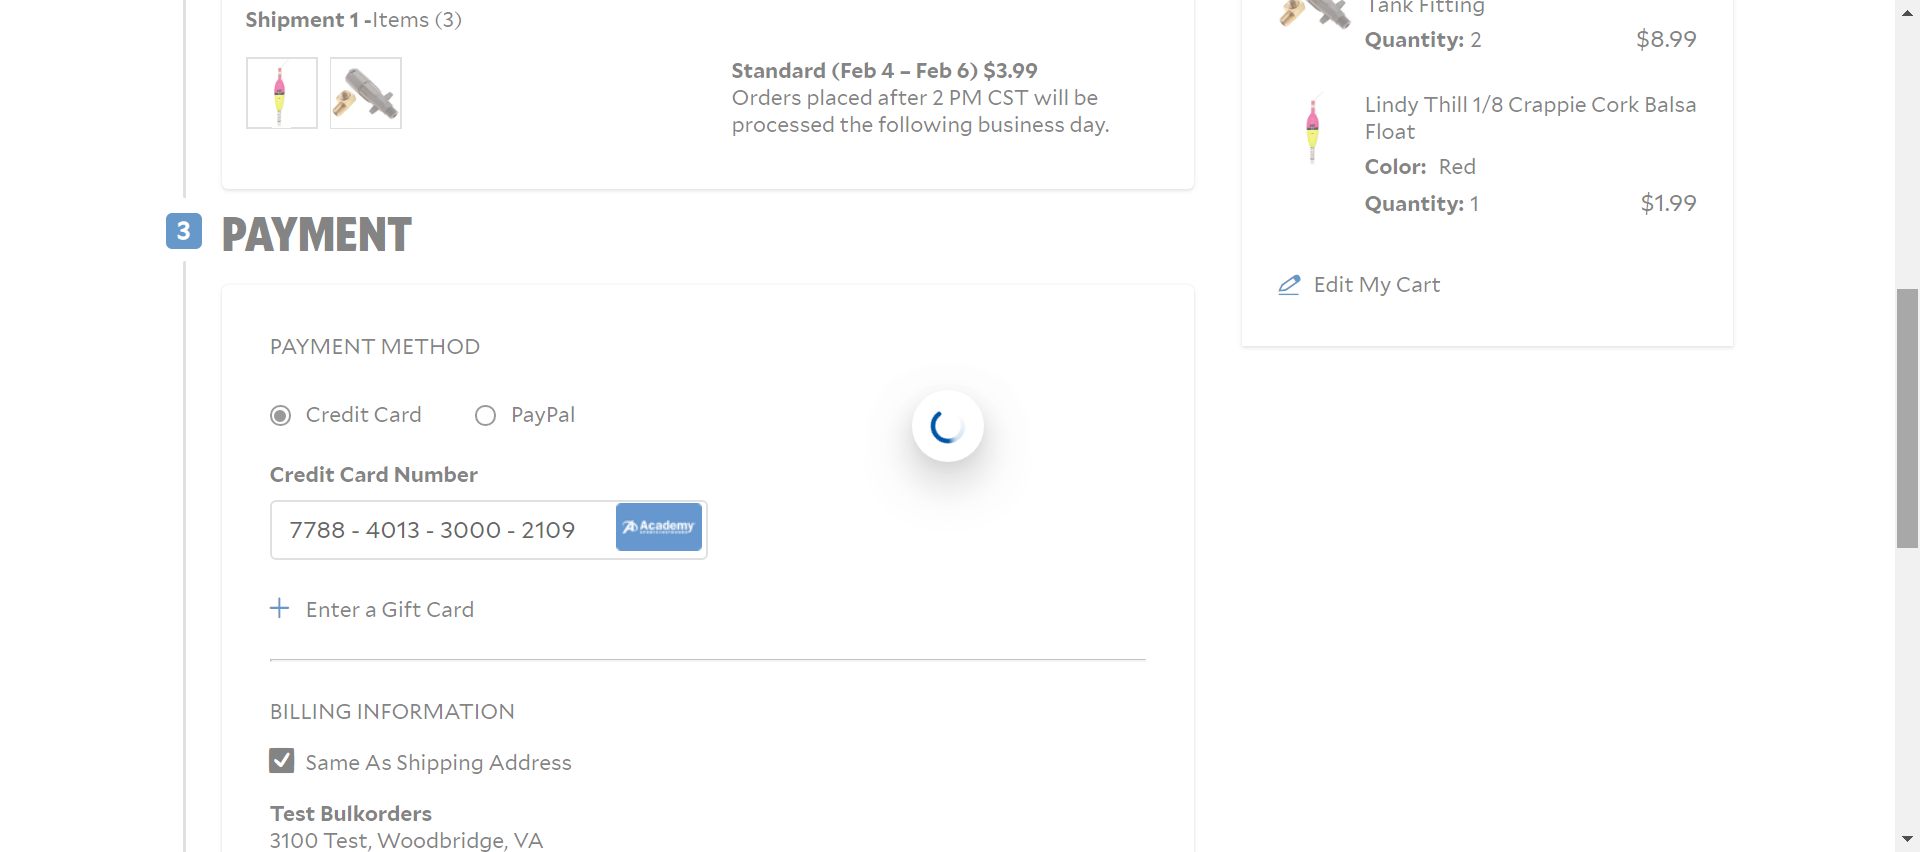 Shipment 1 -Items (3)
Standard (Feb 4 – Feb 6) $3.99
Orders placed after 2 PM CST will be
processed the following business day.
3
PAYMENT
PAYMENT METHOD
Credit Card
PayPal
Credit Card Number
7788 - 4013 - 3000 - 2109
Academy
Enter a Gift Card
BILLING INFORMATION
Same As Shipping Address
Test Bulkorders
3100 Test, Woodbridge, VA
Tank Fitting
Quantity: 2 $8.99
Lindy Thill 1/8 Crappie Cork Balsa
Float
Color: Red
Quantity: 1 $1.99
Edit My Cart